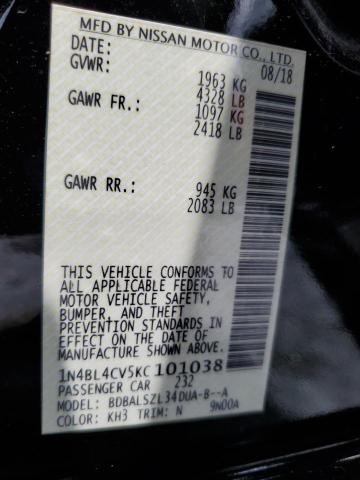 MFD BY NISSAN MOTOR CO., LTD.
DATE: 08/18
GVWR: 1963 KG
4328 LB
GAWR FR.: 1097 KG
2418 LB
GAWR RR.: 945 KG
2083 LB
THIS VEHICLE CONFORMS TO
ALL APPLICABLE FEDERAL
MOTOR VEHICLE SAFETY,
BUMPER, AND THEFT
PREVENTION STANDARDS IN
EFFECT ON THE DATE OF
MANUFACTURE SHOWN ABOVE.
1N4BL4CV5KC101038
PASSENGER CAR 232
MODEL: BDBALSZL34DUA-B--A
COLOR: KH3 TRIM: N 9N00A